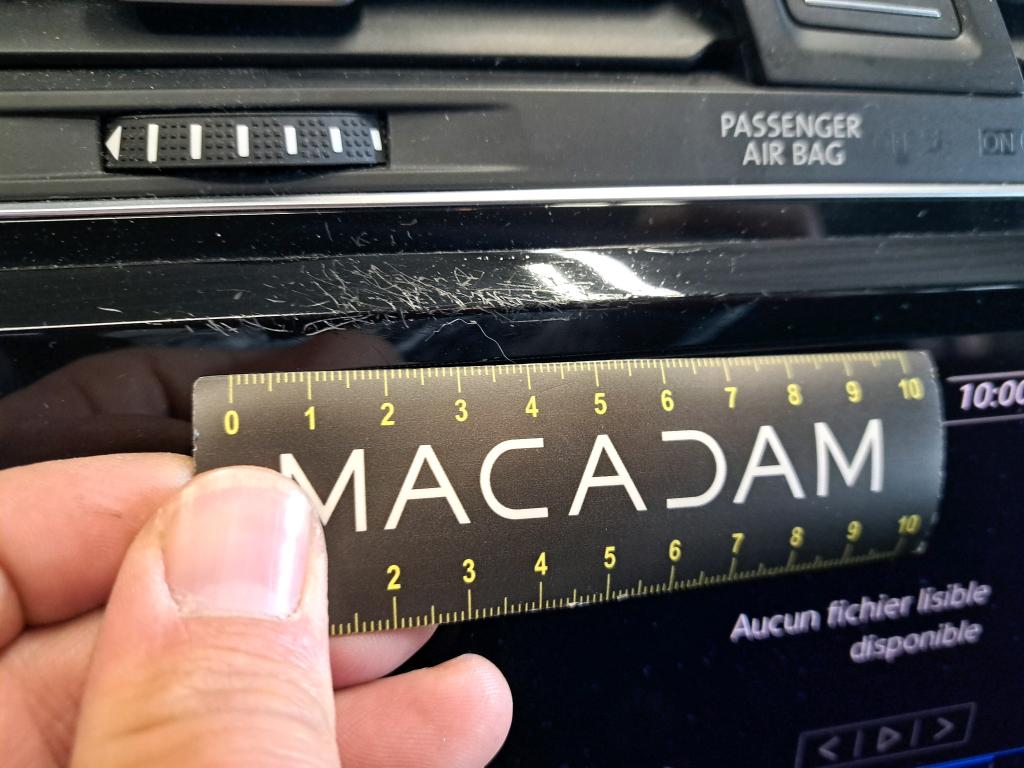 PASSENGER
AIR BAG
ON
0 1 2 3 4 5 6 7 8 9 10
10:00
MACADAM
2 3 4 5 6 7 8 9 10
Aucun fichier lisible
disponible